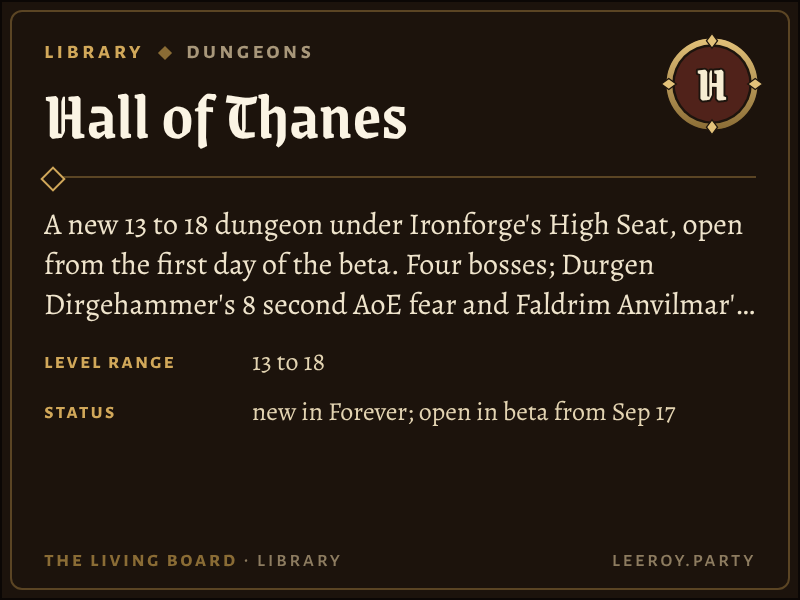 LIBRARY ◆ DUNGEONS
H
Hall of Thanes
A new 13 to 18 dungeon under Ironforge's High Seat, open
from the first day of the beta. Four bosses; Durgen
Dirgehammer's 8 second AoE fear and Faldrim Anvilmar'...
LEVEL RANGE 13 to 18
STATUS new in Forever; open in beta from Sep 17
THE LIVING BOARD · LIBRARY LEEROY.PARTY